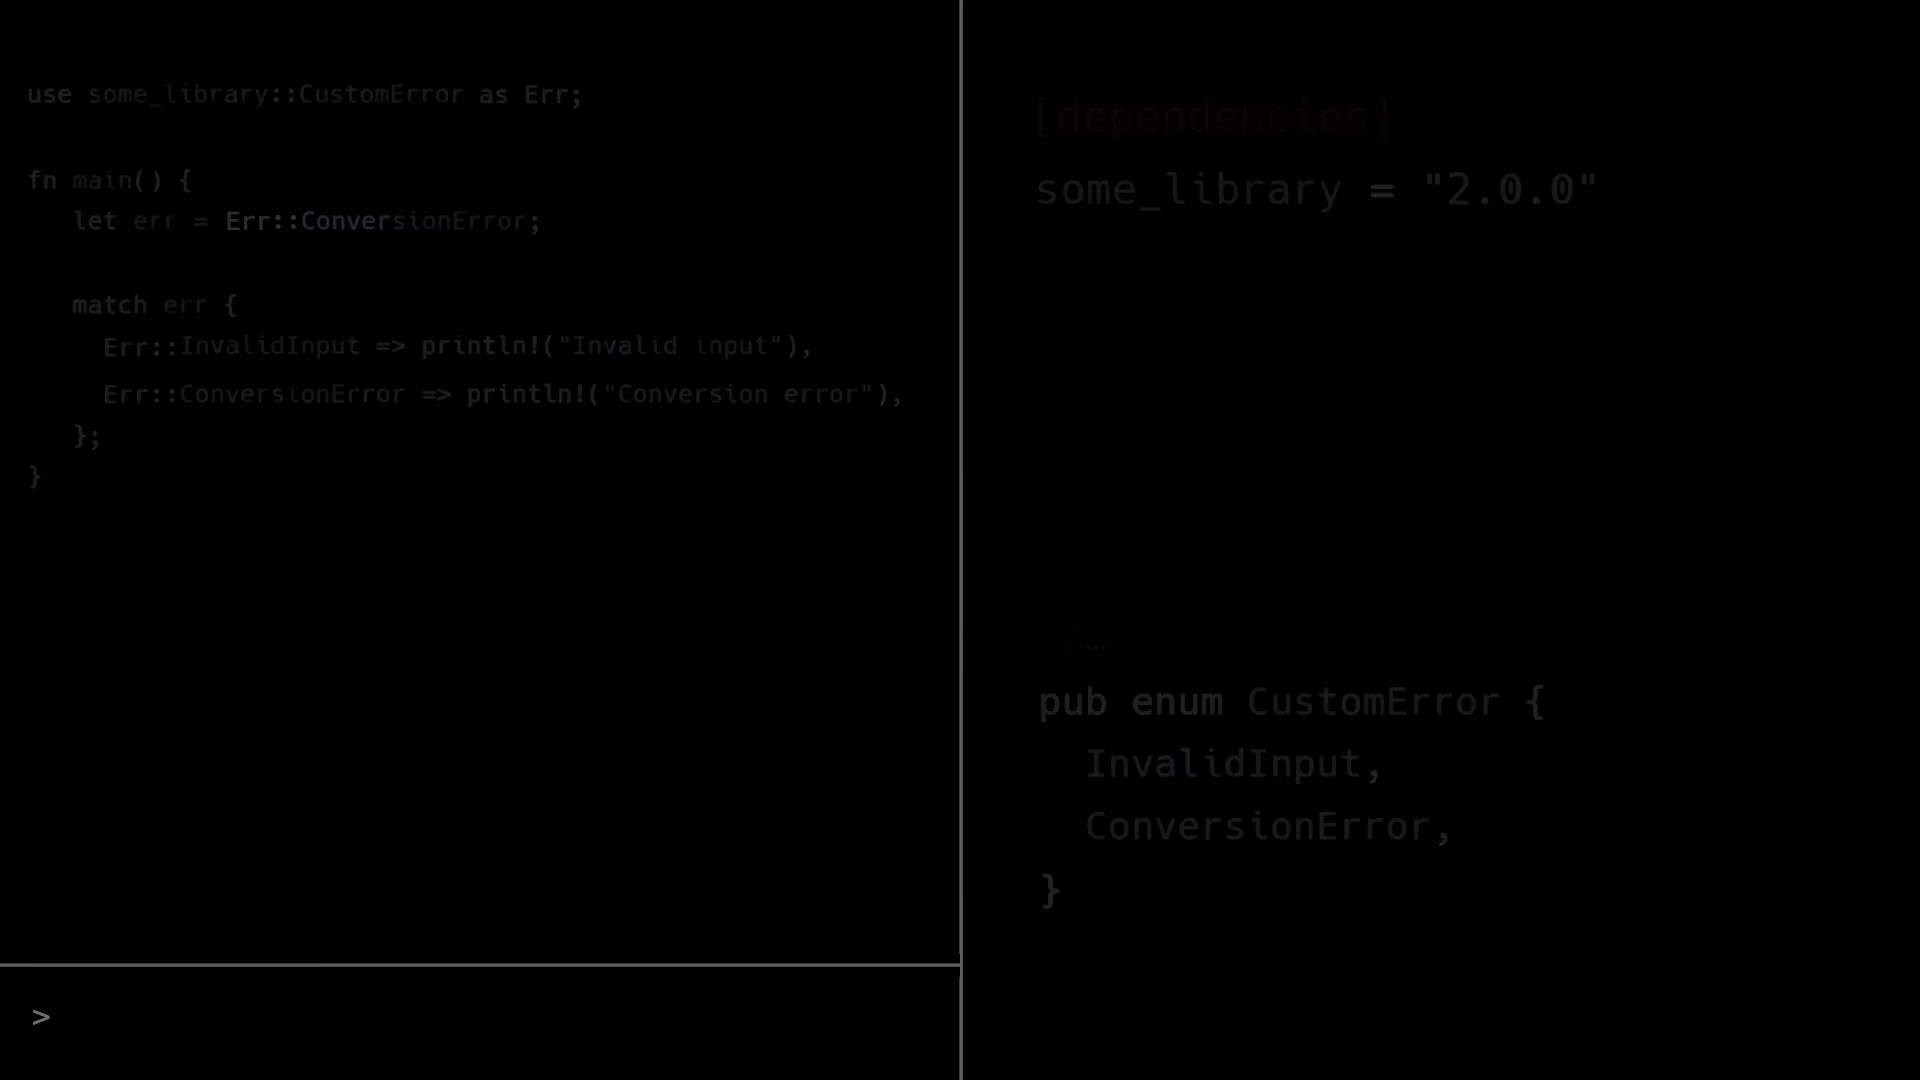 use some_library::CustomError as Err;
fn main() {
let err = Err::ConversionError;
match err {
Err::InvalidInput => println!("Invalid input"),
Err::ConversionError => println!("Conversion error"),
};
}
>
[dependencies]
some_library = "2.0.0"
//…
pub enum CustomError {
InvalidInput,
ConversionError,
}